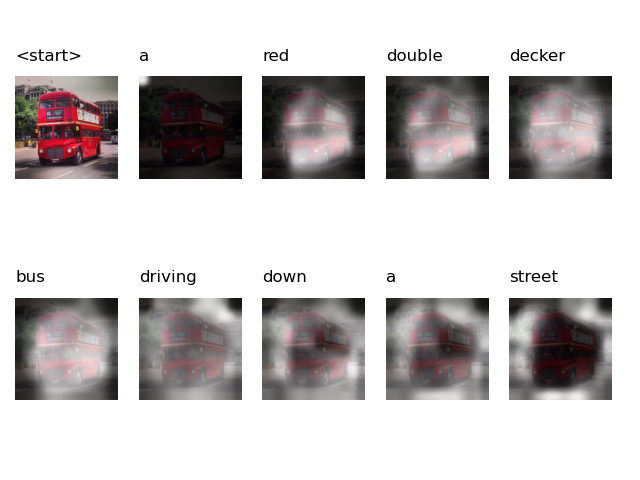 <start> a red double decker
bus driving down a street